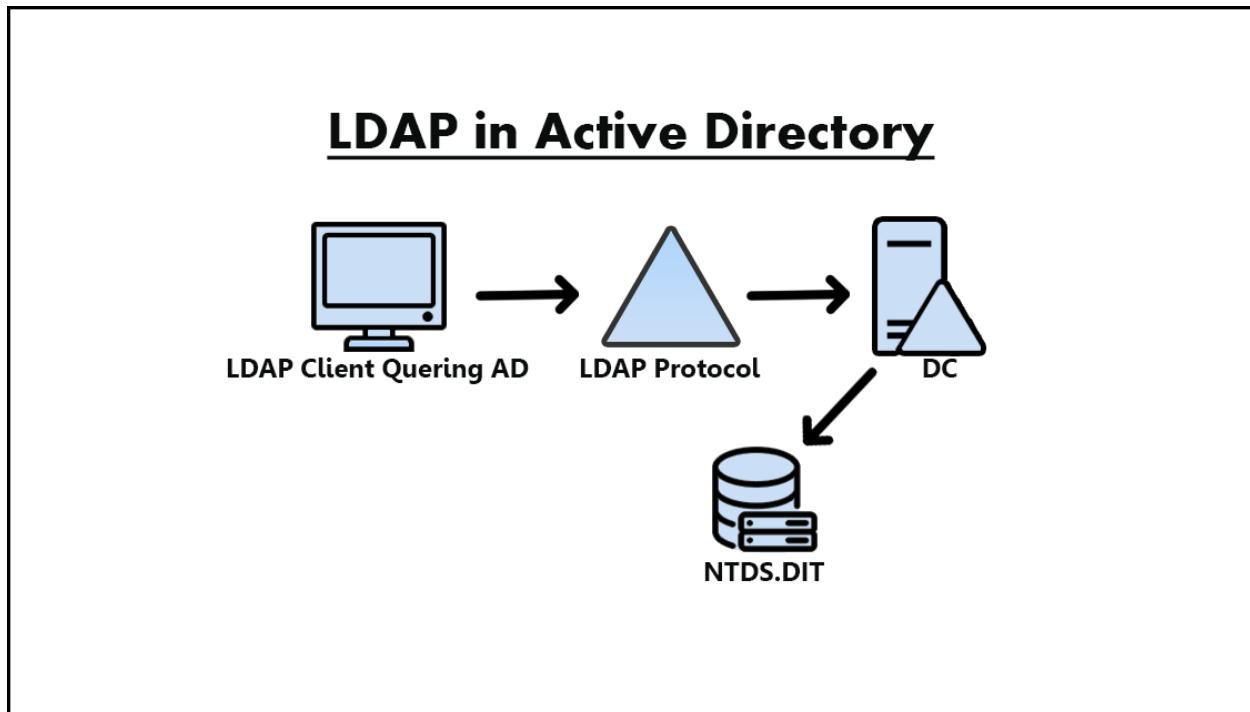 LDAP in Active Directory
LDAP Client Quering AD
LDAP Protocol
DC
NTDS.DIT